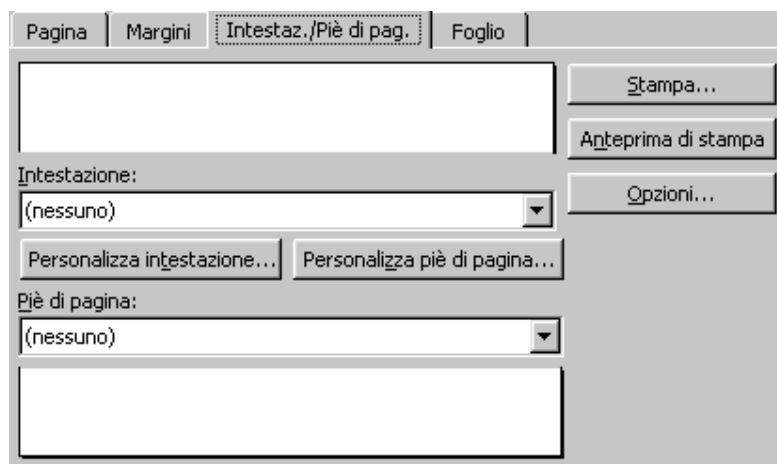 Pagina
Margini
Intestaz./Piè di pag.
Foglio
Stampa...
Anteprima di stampa
Intestazione:
Opzioni...
(nessuno)
Personalizza intestazione...
Personalizza piè di pagina...
Piè di pagina:
(nessuno)